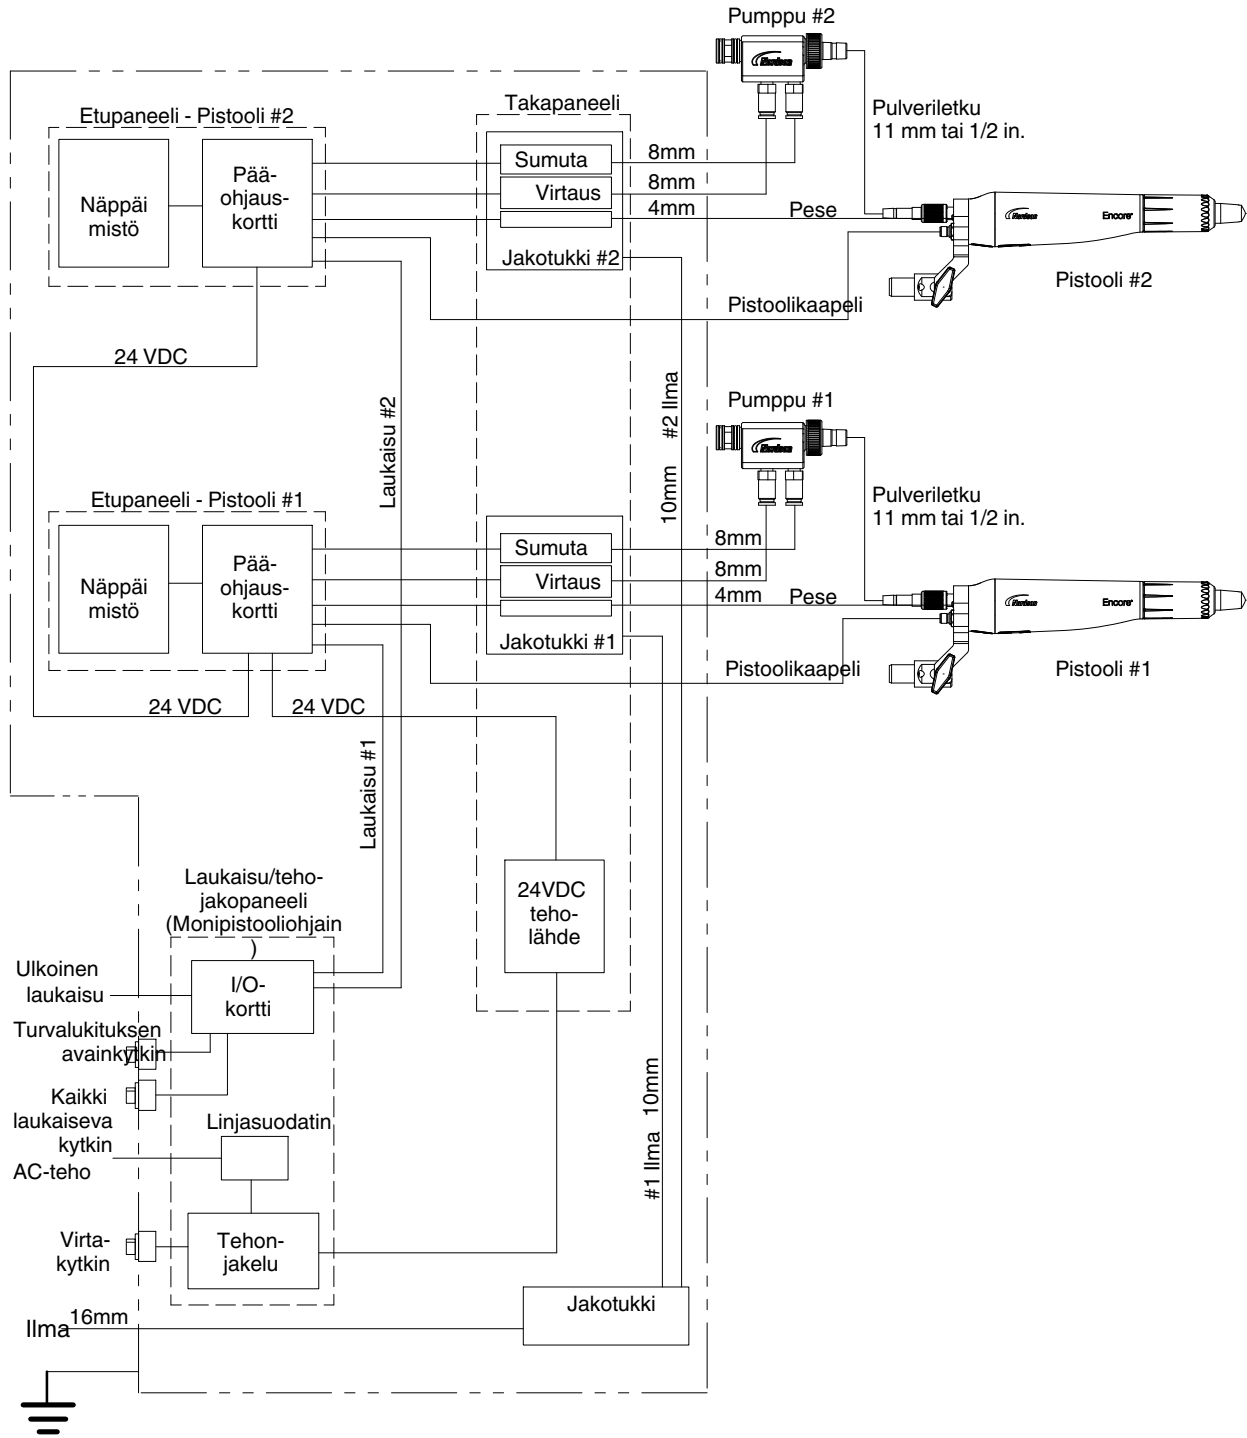 Pumppu #2
Nordson
Pulveriletku
11 mm tai 1/2 in.
Takapaneeli
Etupaneeli - Pistooli #2
Näppäi
mistö
Pää-
ohjaus-
kortti
Sumuta
8mm
Virtaus
8mm
4mm
Pese
Jakotukki #2
Nordson
Encore
Pistooli #2
Pistoolikaapeli
24 VDC
Laukaisu #2
10mm #2 Ilma
Pumppu #1
Nordson
Pulveriletku
11 mm tai 1/2 in.
Etupaneeli - Pistooli #1
Näppäi
mistö
Pää-
ohjaus-
kortti
Sumuta
8mm
Virtaus
8mm
4mm
Pese
Jakotukki #1
Nordson
Encore
Pistooli #1
Pistoolikaapeli
24 VDC
24 VDC
Laukaisu #1
Laukaisu/teho-
jakopaneeli
(Monipistooliohjain
)
24VDC
teho-
lähde
Ulkoinen
laukaisu
I/O-
kortti
Turvalukituksen
avainkytkin
Kaikki
laukaiseva
kytkin
Linjasuodatin
AC-teho
#1 Ilma 10mm
Virta-
kytkin
Tehon-
jakelu
Jakotukki
Ilma
16mm